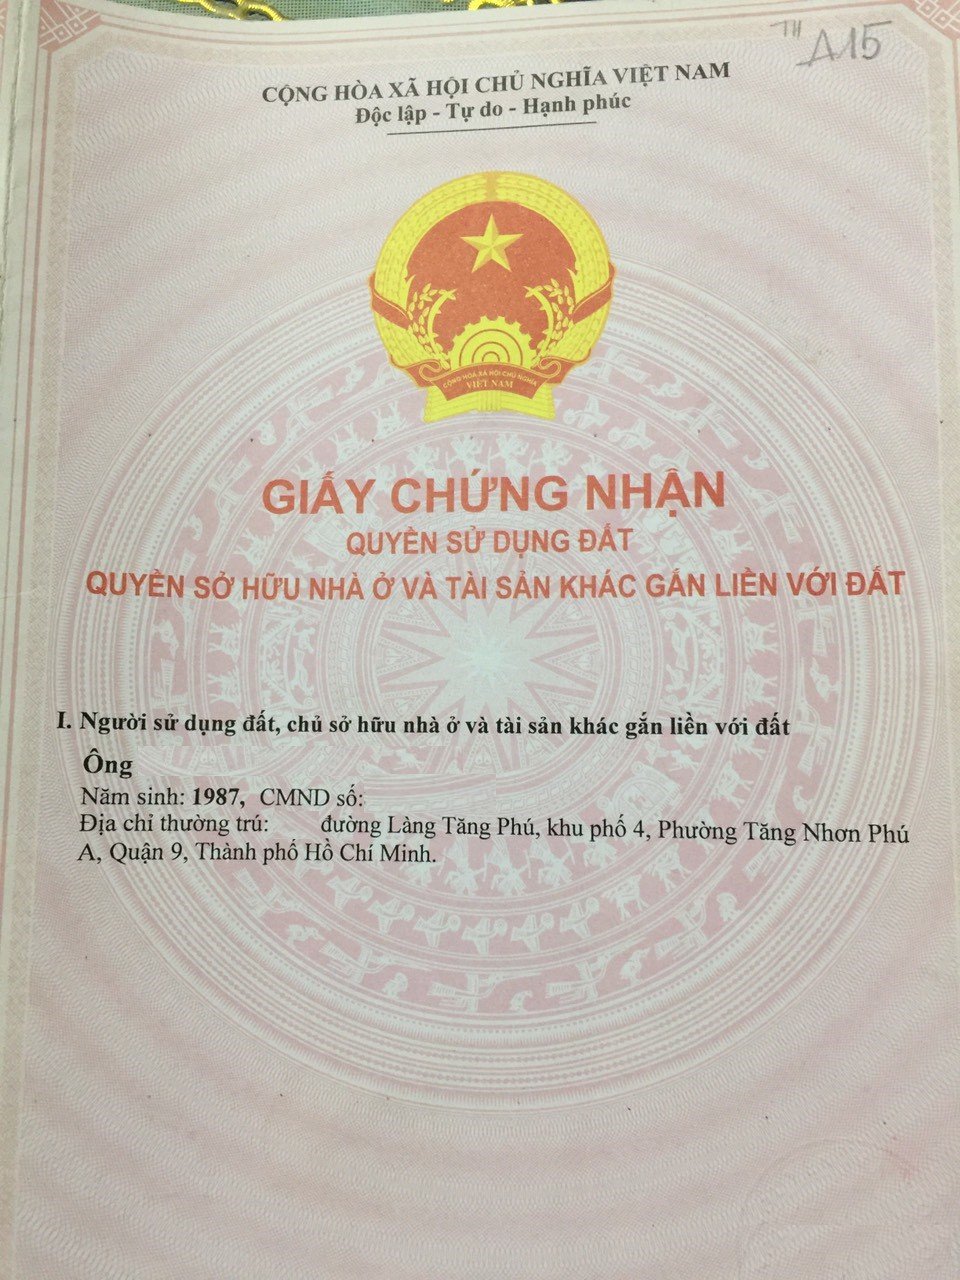 TH A15
CỘNG HÒA XÃ HỘI CHỦ NGHĨA VIỆT NAM
Độc lập - Tự do - Hạnh phúc
CỘNG HÒA XÃ HỘI CHỦ NGHĨA
VIỆT NAM
GIẤY CHỨNG NHẬN
QUYỀN SỬ DỤNG ĐẤT
QUYỀN SỞ HỮU NHÀ Ở VÀ TÀI SẢN KHÁC GẮN LIỀN VỚI ĐẤT
I. Người sử dụng đất, chủ sở hữu nhà ở và tài sản khác gắn liền với đất
Ông
Năm sinh: 1987, CMND số:
Địa chỉ thường trú: đường Làng Tăng Phú, khu phố 4, Phường Tăng Nhơn Phú
A, Quận 9, Thành phố Hồ Chí Minh.